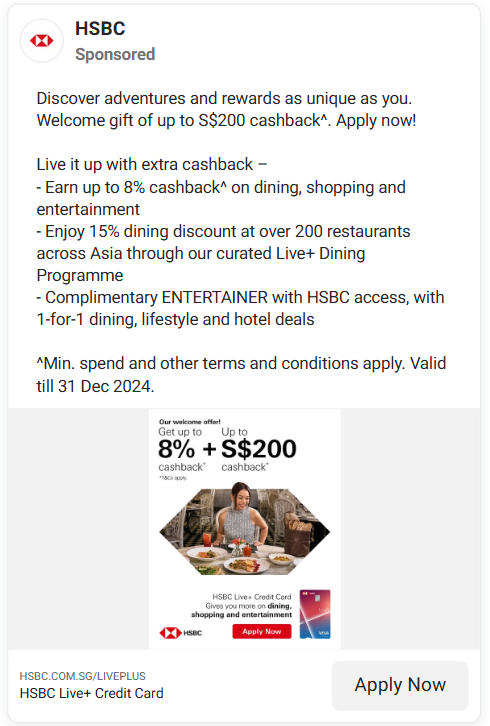 HSBC
Sponsored
Discover adventures and rewards as unique as you.
Welcome gift of up to S$200 cashback^. Apply now!
Live it up with extra cashback –
- Earn up to 8% cashback^ on dining, shopping and
entertainment
- Enjoy 15% dining discount at over 200 restaurants
across Asia through our curated Live+ Dining
Programme
- Complimentary ENTERTAINER with HSBC access, with
1-for-1 dining, lifestyle and hotel deals
^Min. spend and other terms and conditions apply. Valid
till 31 Dec 2024.
Our welcome offer!
Get up to Up to
8% + S$200
cashback^ cashback^
^T&Cs apply.
HSBC Live+ Credit Card
Gives you more on dining,
shopping and entertainment
VISA
HSBC
Apply Now
HSBC.COM.SG/LIVEPLUS
HSBC Live+ Credit Card
Apply Now